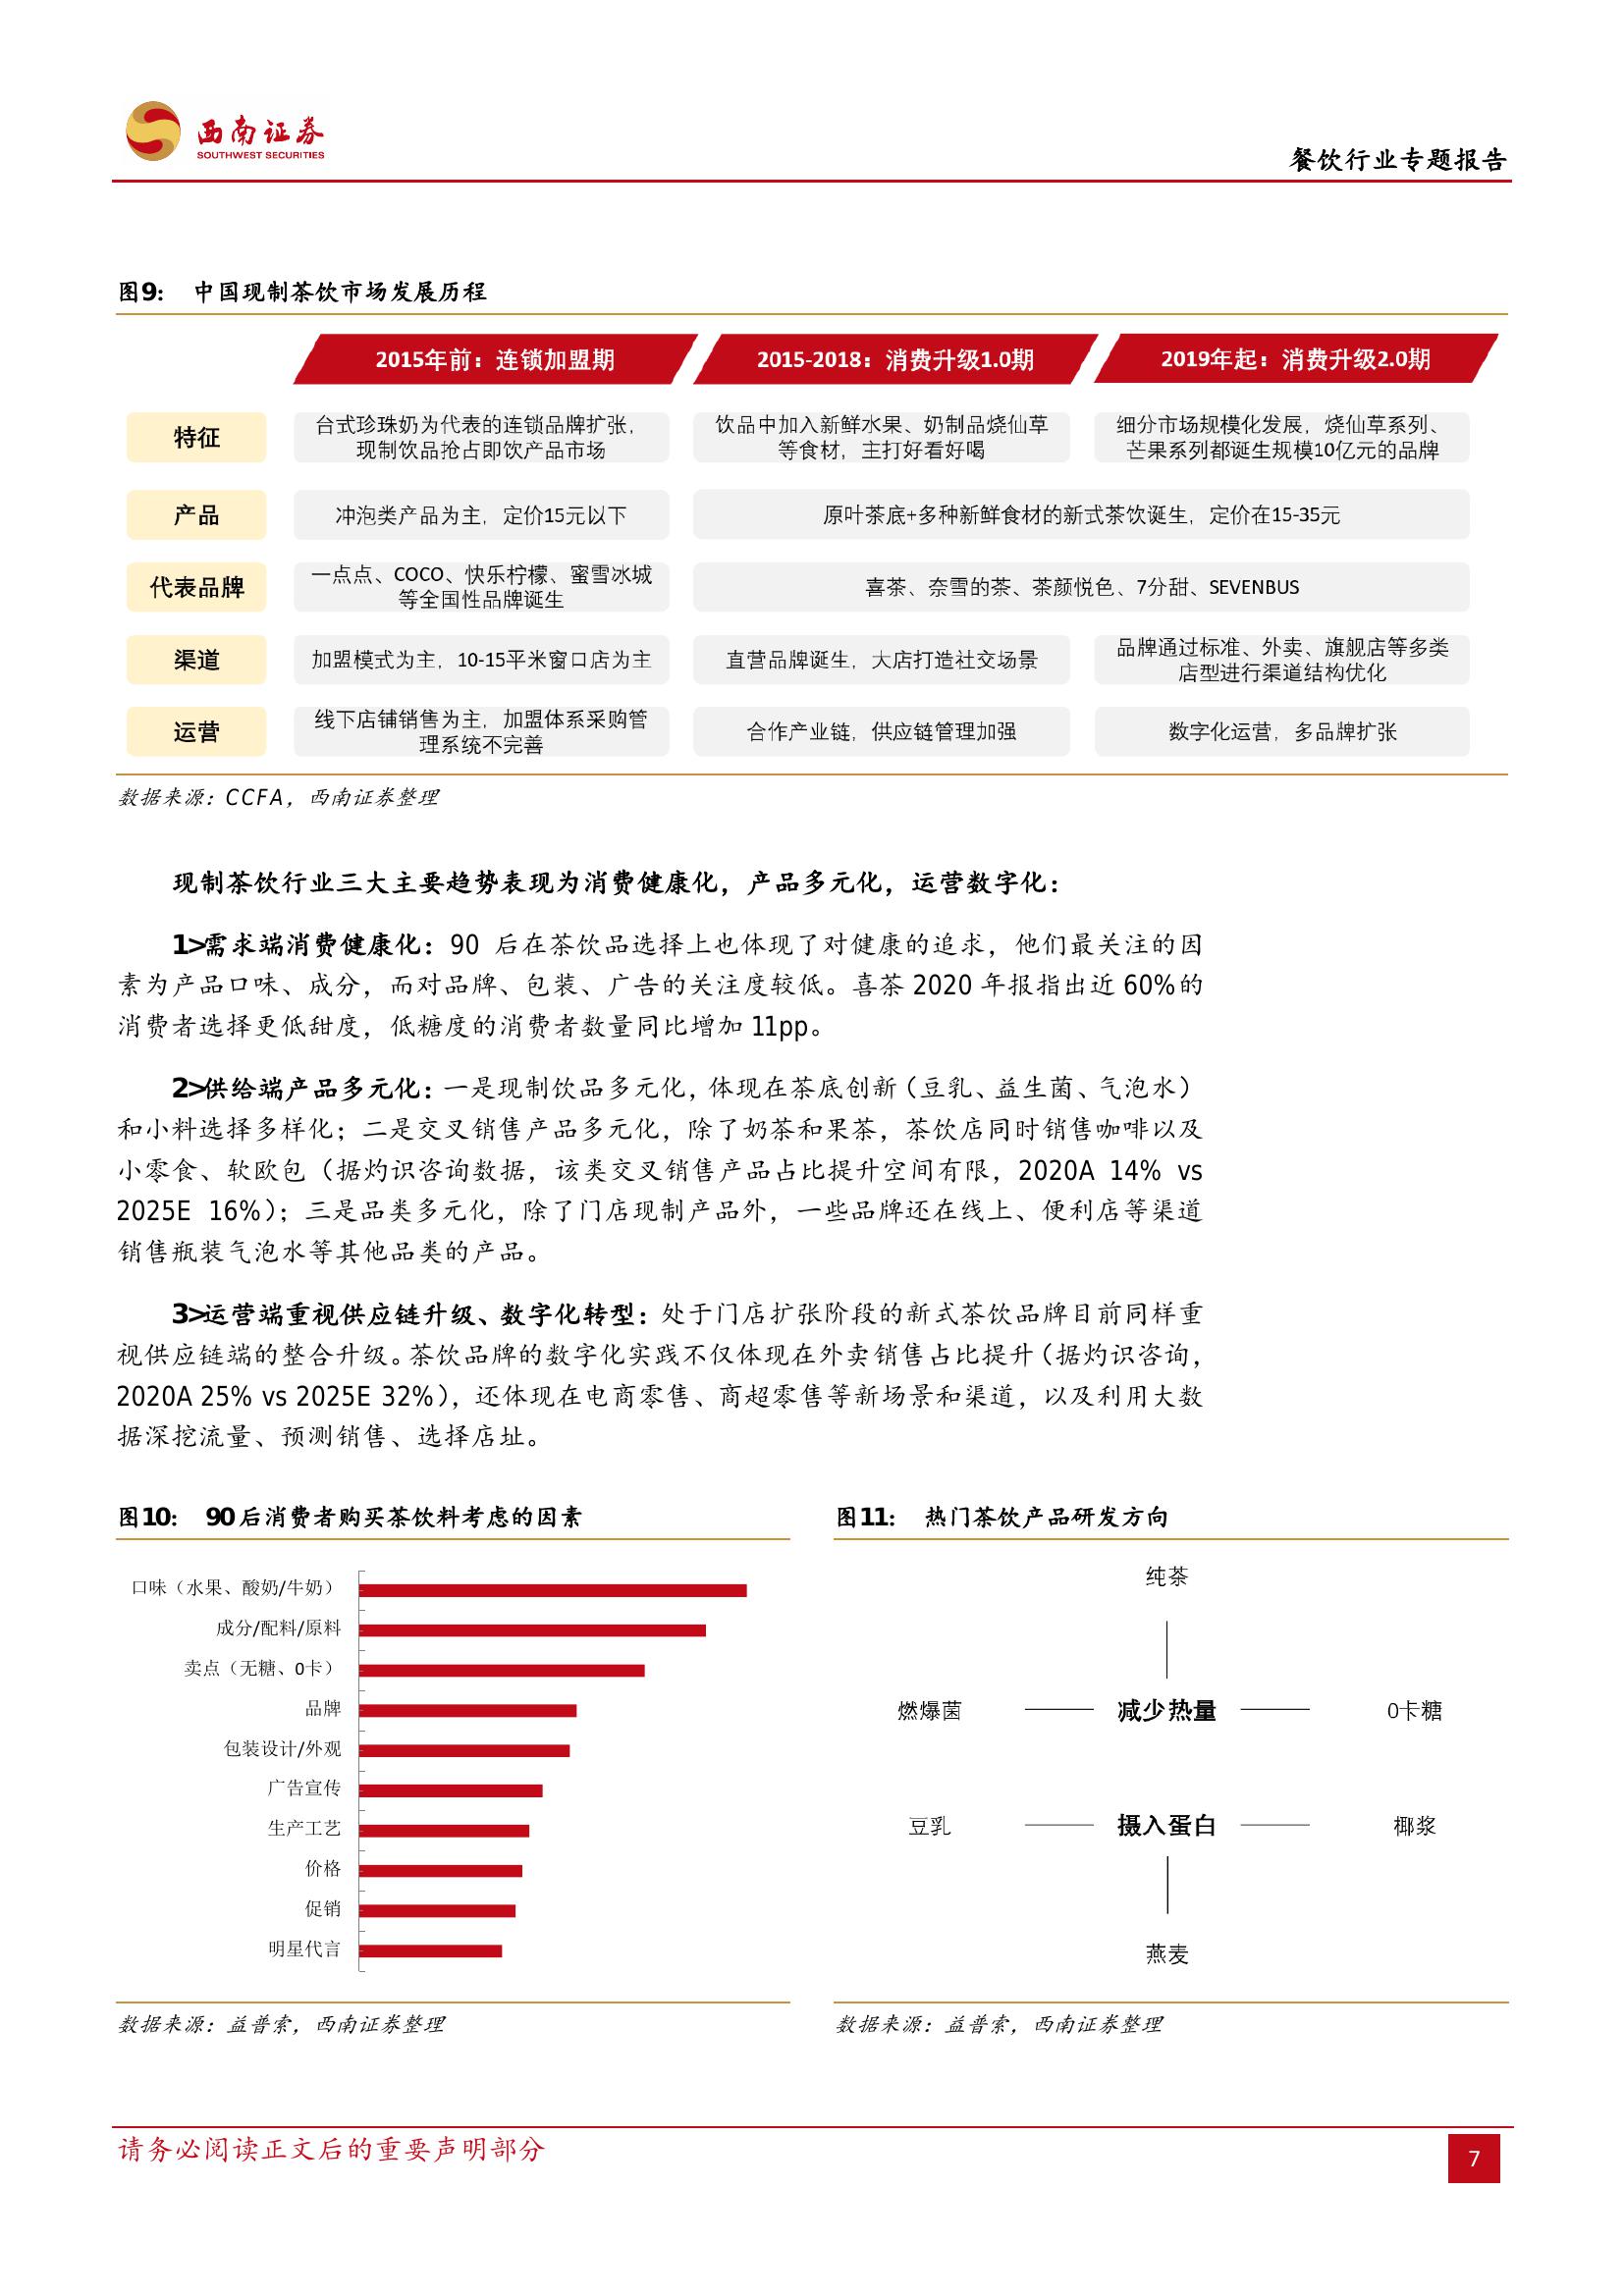 西南证券
SOUTHWEST SECURITIES
餐饮行业专题报告
图9： 中国现制茶饮市场发展历程
2015年前：连锁加盟期
2015-2018：消费升级1.0期
2019年起：消费升级2.0期
特征
台式珍珠奶为代表的连锁品牌扩张，
现制饮品抢占即饮产品市场
饮品中加入新鲜水果、奶制品烧仙草
等食材，主打好看好喝
细分市场规模化发展，烧仙草系列、
芒果系列都诞生规模10亿元的品牌
产品
冲泡类产品为主，定价15元以下
原叶茶底+多种新鲜食材的新式茶饮诞生，定价在15-35元
代表品牌
一点点、COCO、快乐柠檬、蜜雪冰城
等全国性品牌诞生
喜茶、奈雪的茶、茶颜悦色、7分甜、SEVENBUS
渠道
加盟模式为主，10-15平米窗口店为主
直营品牌诞生，大店打造社交场景
品牌通过标准、外卖、旗舰店等多类
店型进行渠道结构优化
运营
线下店铺销售为主，加盟体系采购管
理系统不完善
合作产业链，供应链管理加强
数字化运营，多品牌扩张
数据来源：CCFA，西南证券整理
现制茶饮行业三大主要趋势表现为消费健康化，产品多元化，运营数字化：
1>需求端消费健康化：90 后在茶饮品选择上也体现了对健康的追求，他们最关注的因
素为产品口味、成分，而对品牌、包装、广告的关注度较低。喜茶 2020 年报指出近 60%的
消费者选择更低甜度，低糖度的消费者数量同比增加 11pp。
2>供给端产品多元化：一是现制饮品多元化，体现在茶底创新（豆乳、益生菌、气泡水）
和小料选择多样化；二是交叉销售产品多元化，除了奶茶和果茶，茶饮店同时销售咖啡以及
小零食、软欧包（据灼识咨询数据，该类交叉销售产品占比提升空间有限，2020A 14% vs
2025E 16%）；三是品类多元化，除了门店现制产品外，一些品牌还在线上、便利店等渠道
销售瓶装气泡水等其他品类的产品。
3>运营端重视供应链升级、数字化转型：处于门店扩张阶段的新式茶饮品牌目前同样重
视供应链端的整合升级。茶饮品牌的数字化实践不仅体现在外卖销售占比提升（据灼识咨询，
2020A 25% vs 2025E 32%），还体现在电商零售、商超零售等新场景和渠道，以及利用大数
据深挖流量、预测销售、选择店址。
图10： 90后消费者购买茶饮料考虑的因素
口味（水果、酸奶/牛奶）
成分/配料/原料
卖点（无糖、0卡）
品牌
包装设计/外观
广告宣传
生产工艺
价格
促销
明星代言
数据来源：益普索，西南证券整理
图11： 热门茶饮产品研发方向
纯茶
燃爆菌
减少热量
0卡糖
豆乳
摄入蛋白
椰浆
燕麦
数据来源：益普索，西南证券整理
请务必阅读正文后的重要声明部分
7